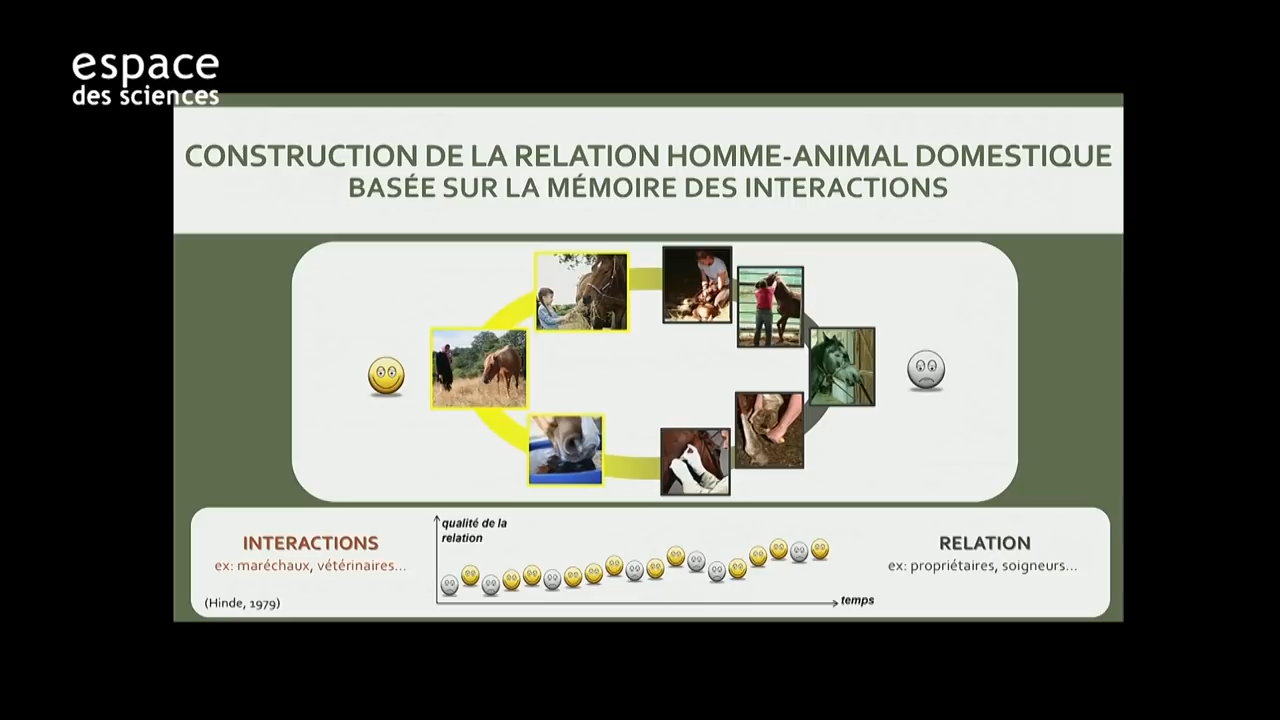 espace
des sciences
CONSTRUCTION DE LA RELATION HOMME-ANIMAL DOMESTIQUE
BASÉE SUR LA MÉMOIRE DES INTERACTIONS
INTERACTIONS
ex: maréchaux, vétérinaires...
(Hinde, 1979)
qualité de la
relation
temps
RELATION
ex: propriétaires, soigneurs...